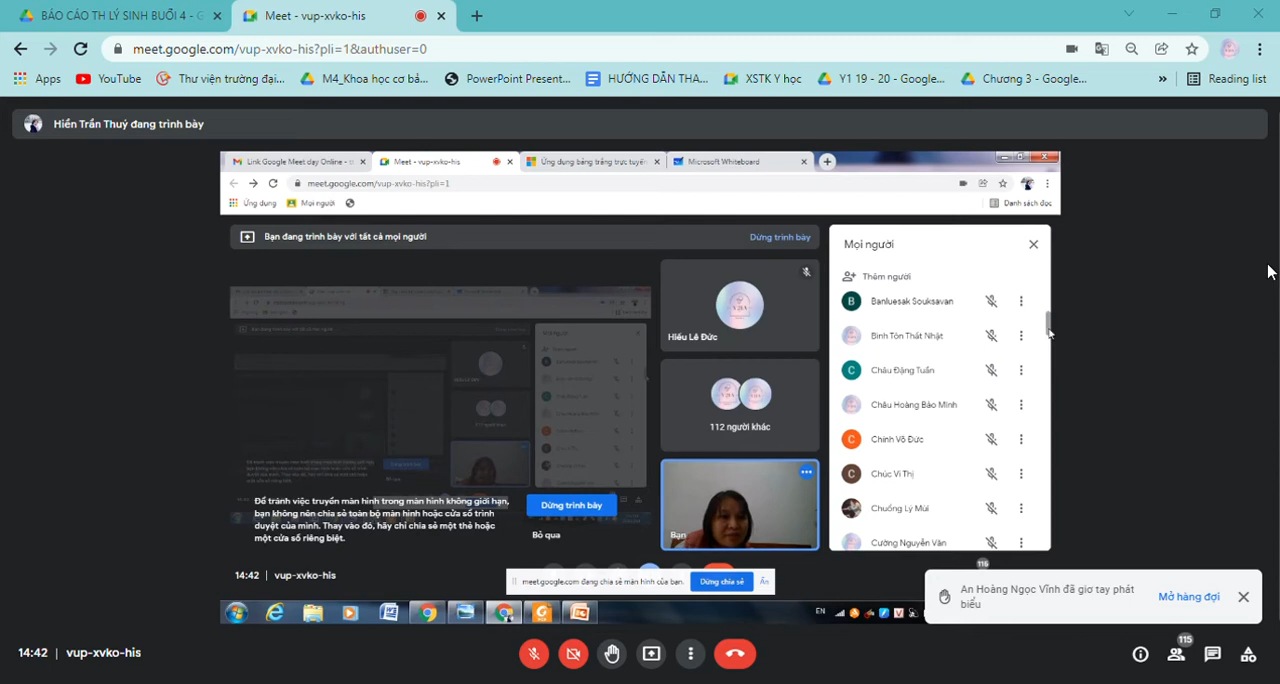 BÁO CÁO TH LÝ SINH BUỔI 4 - G
Meet - vup-xvko-his
meet.google.com/vup-xvko-his?pli=1&authuser=0
Apps
YouTube
Thư viện trường đại...
M4_Khoa học cơ bả...
PowerPoint Present...
HƯỚNG DẪN THA...
XSTK Y học
Y1 19 - 20 - Google...
Chương 3 - Google...
»
Reading list
Hiền Trần Thuý đang trình bày
Link Google Meet dạy Online -
Meet - vup-xvko-his
Ứng dụng bảng trắng trực tuyến
Microsoft Whiteboard
meet.google.com/vup-xvko-his?pli=1
Ứng dụng
Mọi người
Danh sách đọc
Bạn đang trình bày với tất cả mọi người
Dừng trình bày
Hiếu Lê Đức
112 người khác
Bạn
Mọi người
Thêm người
B
Banluesak Souksavan
Bình Tôn Thất Nhật
C
Châu Đặng Tuấn
Châu Hoàng Bảo Minh
C
Chính Võ Đức
C
Chúc Vi Thị
Chuổng Lý Múi
Cường Nguyễn Văn
Để tránh việc truyền màn hình trong màn hình không giới hạn,
bạn không nên chia sẻ toàn bộ màn hình hoặc cửa sổ trình
duyệt của mình. Thay vào đó, hãy chỉ chia sẻ một thẻ hoặc
một cửa sổ riêng biệt.
Dừng trình bày
Bỏ qua
14:42
vup-xvko-his
meet.google.com đang chia sẻ màn hình của bạn.
Dừng chia sẻ
Ẩn
115
EN
An Hoàng Ngọc Vĩnh đã giơ tay phát
biểu
Mở hàng đợi
14:42 | vup-xvko-his
115